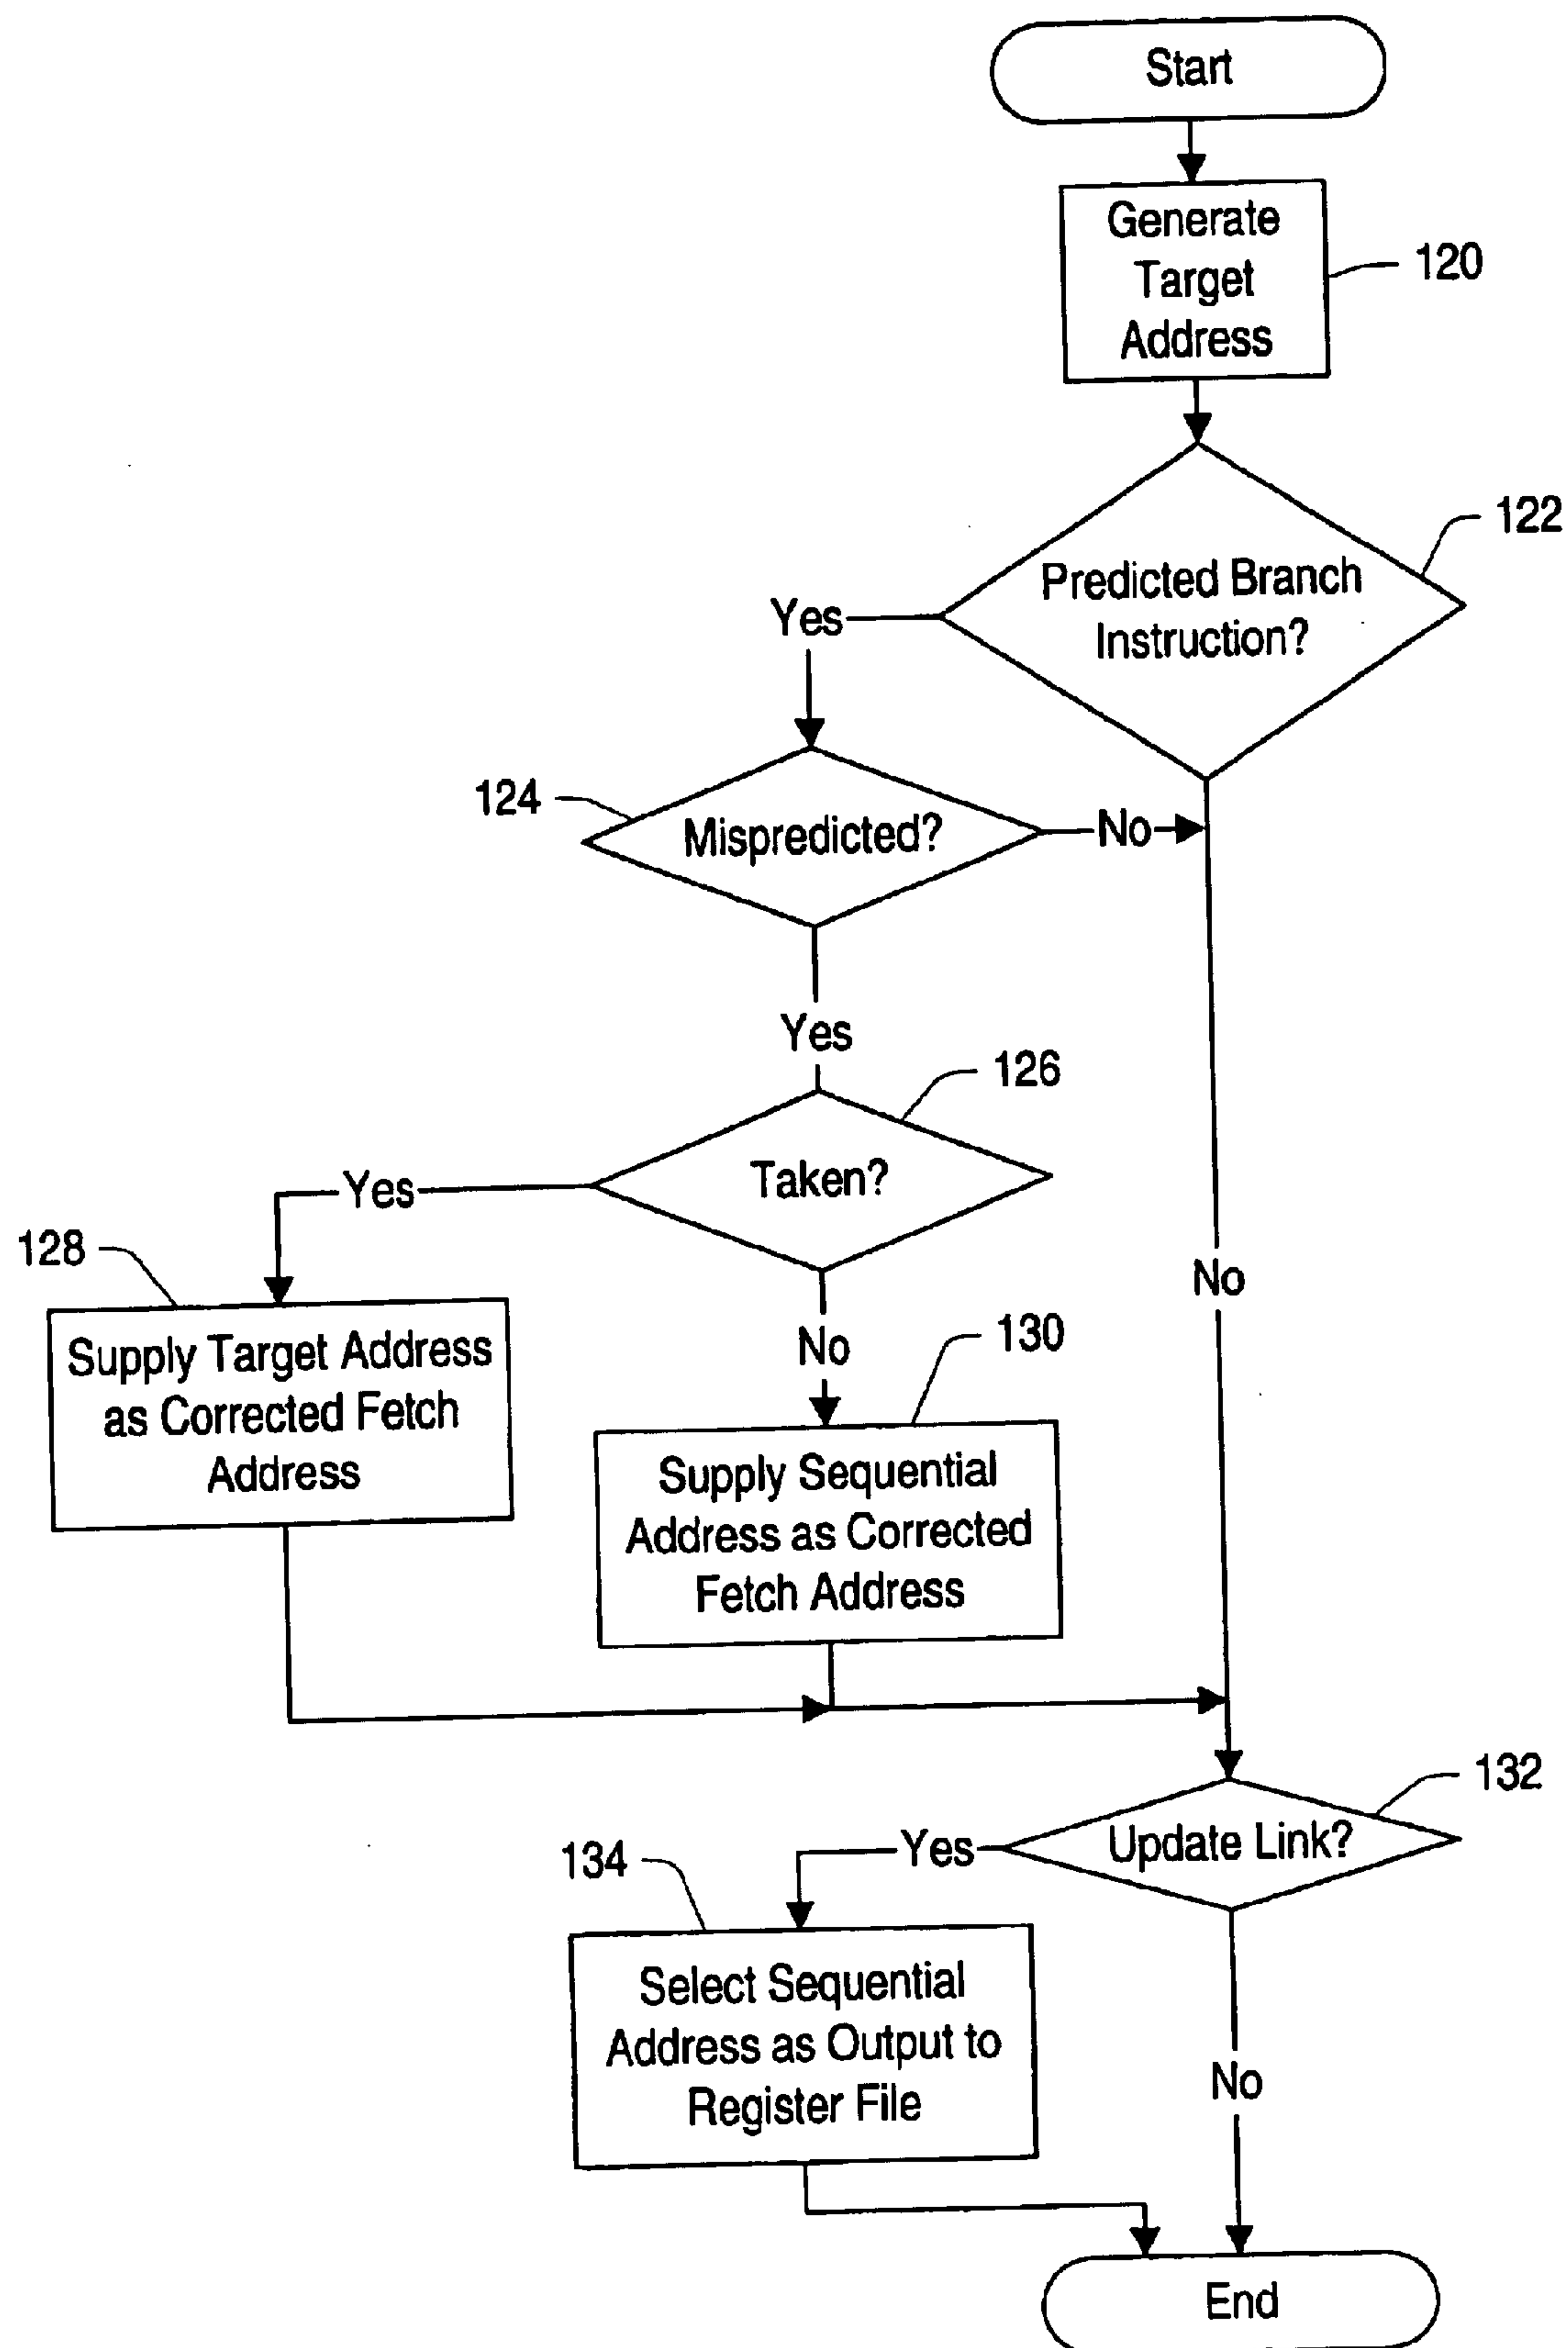 Start
Generate
Target
Address
120
122
Predicted Branch
Instruction?
Yes
124
Mispredicted?
No
Yes
126
Taken?
Yes
128
No
No
130
Supply Target Address
as Corrected Fetch
Address
Supply Sequential
Address as Corrected
Fetch Address
132
Update Link?
Yes
134
Select Sequential
Address as Output to
Register File
No
End